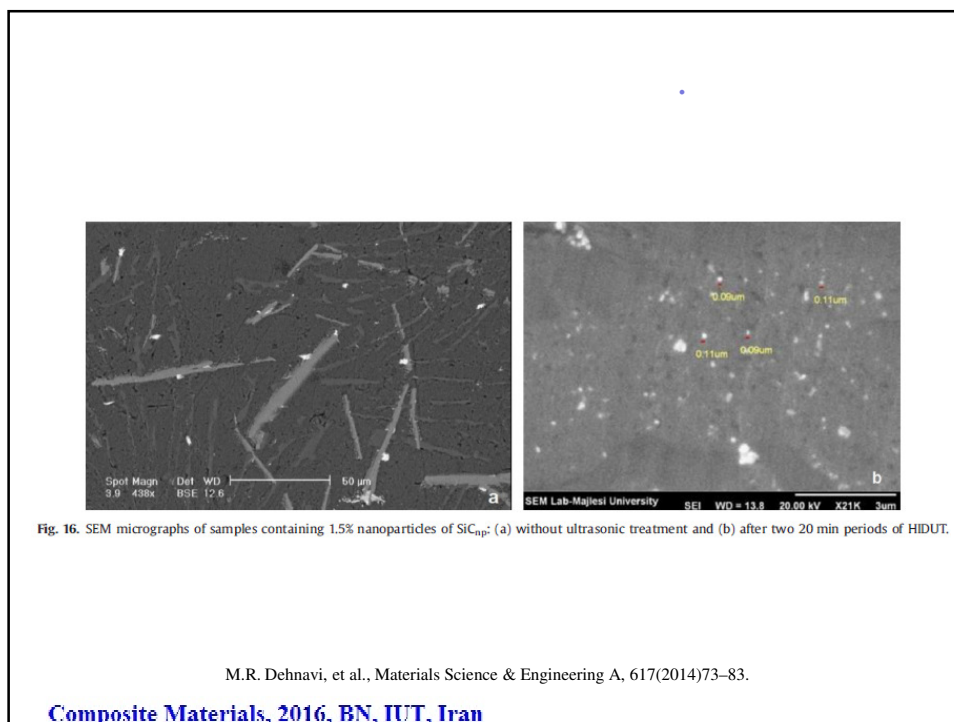 Spot Magn Det WD
3.9 438x BSE 12.6
50 µm
a
0.09um
0.11um
0.11um
0.09um
b
SEM Lab-Majlesi University SEI WD = 13.8 20.00 kV X21K 3um
Fig. 16. SEM micrographs of samples containing 1.5% nanoparticles of SiCnp: (a) without ultrasonic treatment and (b) after two 20 min periods of HIDUT.
M.R. Dehnavi, et al., Materials Science & Engineering A, 617(2014)73–83.
Composite Materials, 2016, BN, IUT, Iran